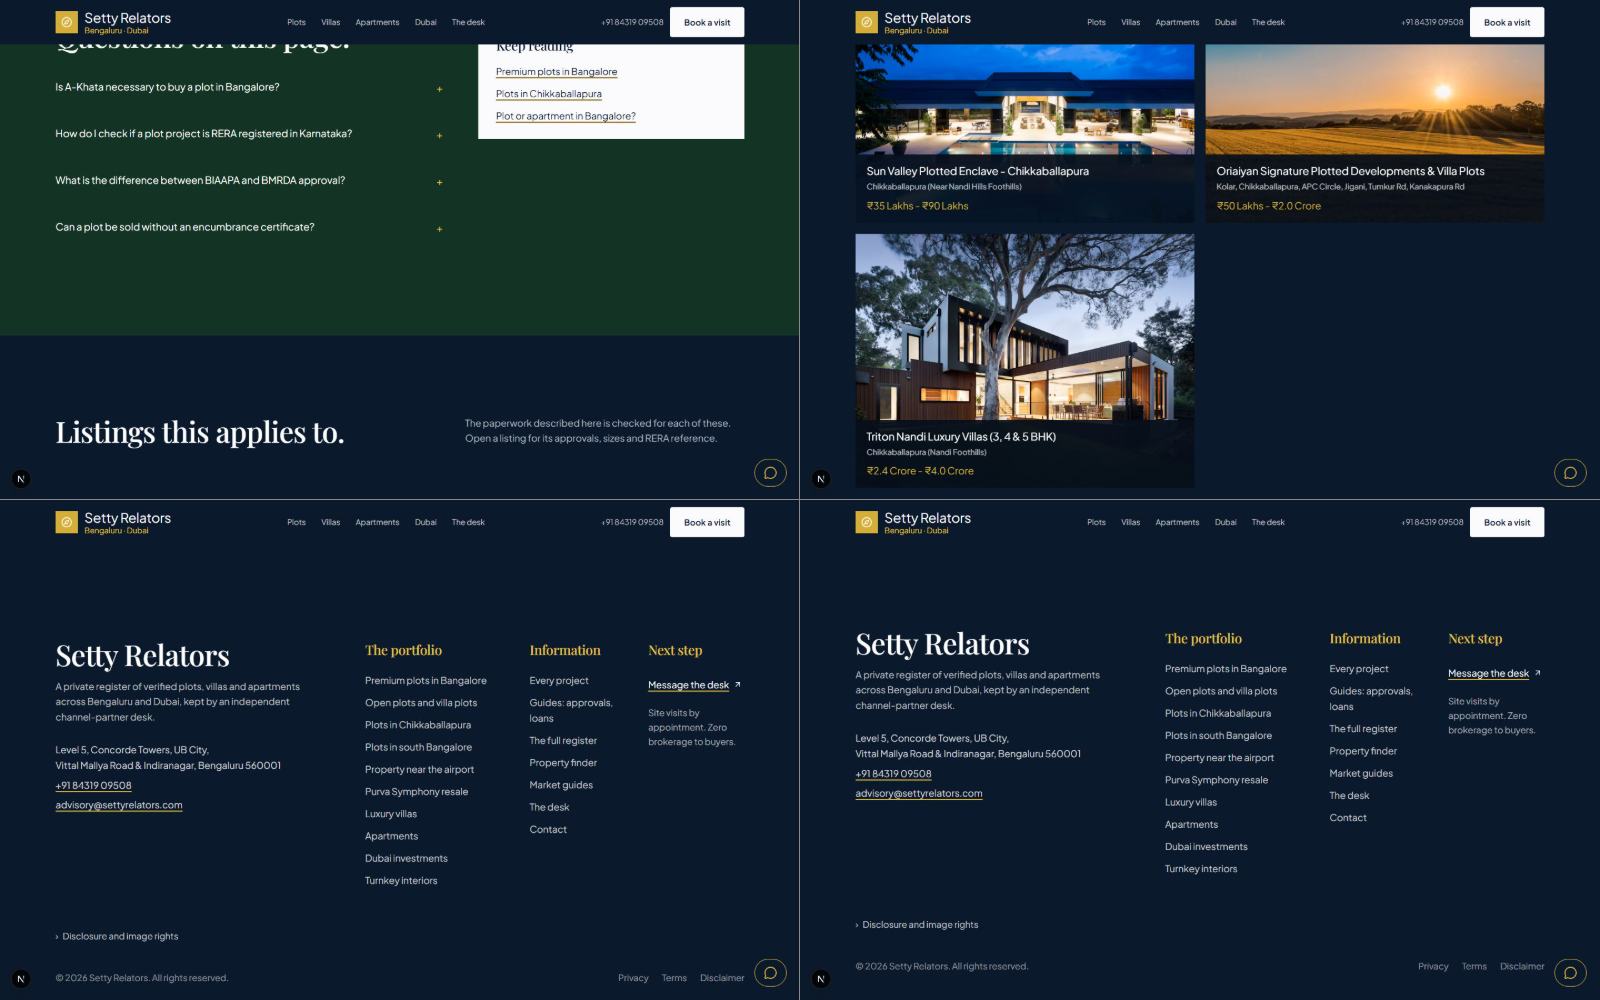 Setty Relators
Bengaluru · Dubai
Plots Villas Apartments Dubai The desk
+91 84319 09508
Book a visit
Questions on this page.
Is A-Khata necessary to buy a plot in Bangalore?
+
How do I check if a plot project is RERA registered in Karnataka?
+
What is the difference between BIAAPA and BMRDA approval?
+
Can a plot be sold without an encumbrance certificate?
+
Keep reading
Premium plots in Bangalore
Plots in Chikkaballapura
Plot or apartment in Bangalore?
Listings this applies to.
The paperwork described here is checked for each of these.
Open a listing for its approvals, sizes and RERA reference.
N
Setty Relators
Bengaluru · Dubai
Plots Villas Apartments Dubai The desk
+91 84319 09508
Book a visit
Sun Valley Plotted Enclave - Chikkaballapura
Chikkaballapura (Near Nandi Hills Foothills)
₹35 Lakhs - ₹90 Lakhs
Oriaiyan Signature Plotted Developments & Villa Plots
Kolar, Chikkaballapura, APC Circle, Jigani, Tumkur Rd, Kanakapura Rd
₹50 Lakhs - ₹2.0 Crore
Triton Nandi Luxury Villas (3, 4 & 5 BHK)
Chikkaballapura (Nandi Foothills)
₹2.4 Crore - ₹4.0 Crore
N
Setty Relators
Bengaluru · Dubai
Plots Villas Apartments Dubai The desk
+91 84319 09508
Book a visit
Setty Relators
A private register of verified plots, villas and apartments
across Bengaluru and Dubai, kept by an independent
channel-partner desk.
Level 5, Concorde Towers, UB City,
Vittal Mallya Road & Indiranagar, Bengaluru 560001
+91 84319 09508
advisory@settyrelators.com
The portfolio
Premium plots in Bangalore
Open plots and villa plots
Plots in Chikkaballapura
Plots in south Bangalore
Property near the airport
Purva Symphony resale
Luxury villas
Apartments
Dubai investments
Turnkey interiors
Information
Every project
Guides: approvals,
loans
The full register
Property finder
Market guides
The desk
Contact
Next step
Message the desk ↗
Site visits by
appointment. Zero
brokerage to buyers.
› Disclosure and image rights
© 2026 Setty Relators. All rights reserved.
Privacy Terms Disclaimer
N
Setty Relators
Bengaluru · Dubai
Plots Villas Apartments Dubai The desk
+91 84319 09508
Book a visit
Setty Relators
A private register of verified plots, villas and apartments
across Bengaluru and Dubai, kept by an independent
channel-partner desk.
Level 5, Concorde Towers, UB City,
Vittal Mallya Road & Indiranagar, Bengaluru 560001
+91 84319 09508
advisory@settyrelators.com
The portfolio
Premium plots in Bangalore
Open plots and villa plots
Plots in Chikkaballapura
Plots in south Bangalore
Property near the airport
Purva Symphony resale
Luxury villas
Apartments
Dubai investments
Turnkey interiors
Information
Every project
Guides: approvals,
loans
The full register
Property finder
Market guides
The desk
Contact
Next step
Message the desk ↗
Site visits by
appointment. Zero
brokerage to buyers.
› Disclosure and image rights
© 2026 Setty Relators. All rights reserved.
Privacy Terms Disclaimer
N